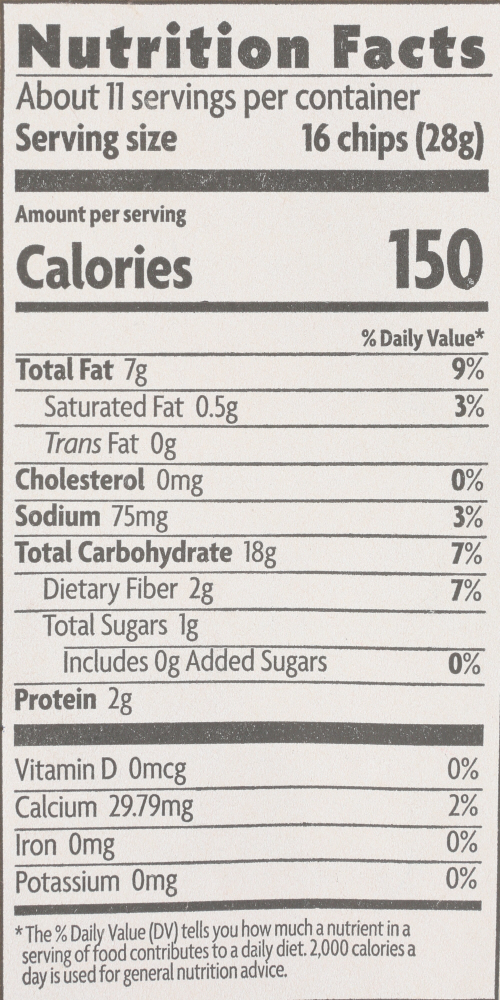 Nutrition Facts
About 11 servings per container
Serving size 16 chips (28g)
Amount per serving
Calories 150
% Daily Value*
Total Fat 7g 9%
Saturated Fat 0.5g 3%
Trans Fat 0g
Cholesterol 0mg 0%
Sodium 75mg 3%
Total Carbohydrate 18g 7%
Dietary Fiber 2g 7%
Total Sugars 1g
Includes 0g Added Sugars 0%
Protein 2g
Vitamin D 0mcg 0%
Calcium 29.79mg 2%
Iron 0mg 0%
Potassium 0mg 0%
*The % Daily Value (DV) tells you how much a nutrient in a
serving of food contributes to a daily diet. 2,000 calories a
day is used for general nutrition advice.